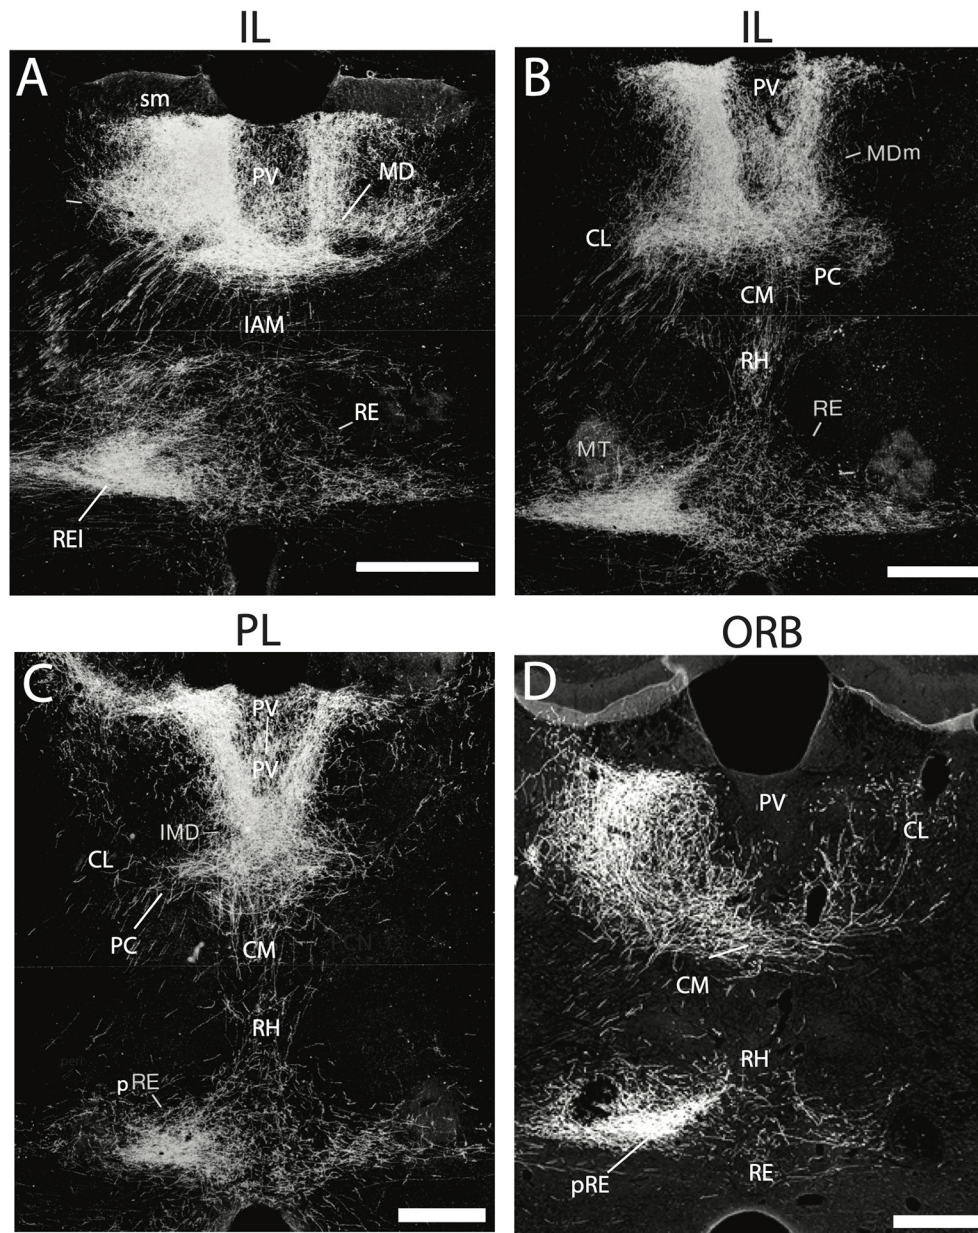 IL
IL
A
sm
PV
MD
IAM
RE
REl
B
PV
MDm
CL
PC
CM
RH
RE
MT
PL
ORB
C
PV
PV
IMD
CL
PC
CM
RH
pRE
D
PV
CL
CM
RH
pRE
RE